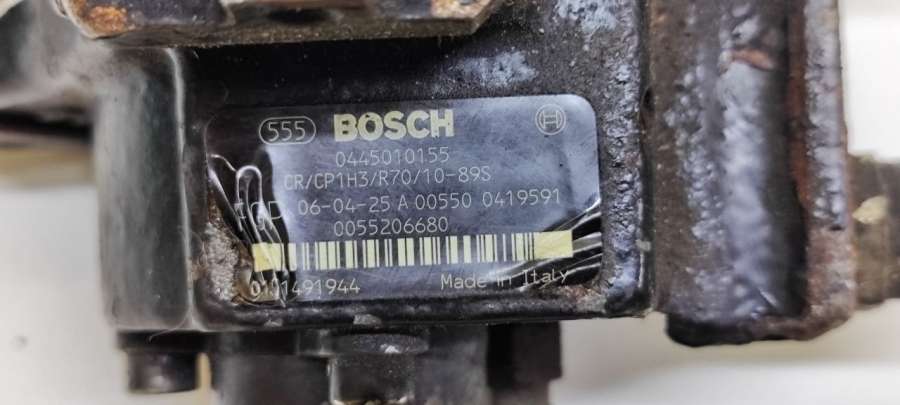 555 BOSCH
0445010155
CR/CP1H3/R70/10-89S
06-04-25 A 00550 0419591
0055206680
Made in Italy